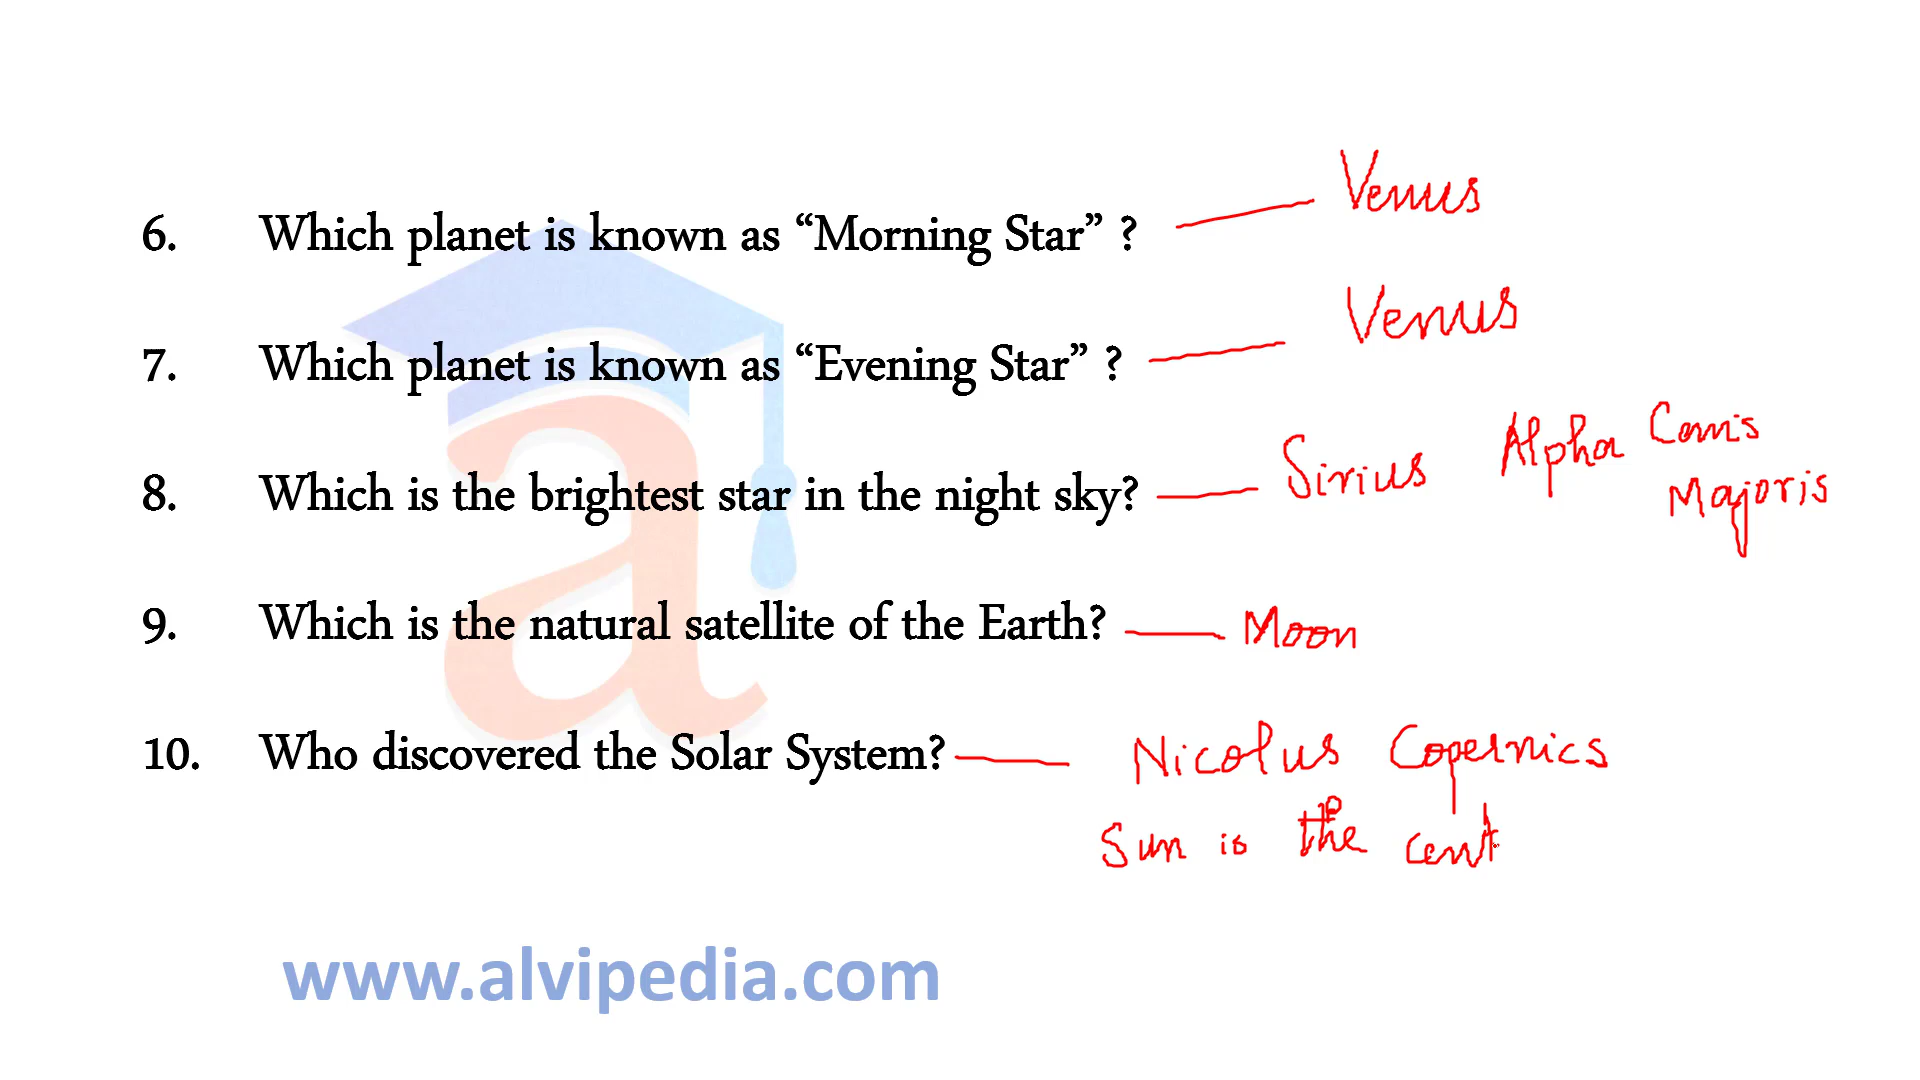 6. Which planet is known as “Morning Star” ? Venus
7. Which planet is known as “Evening Star” ? Venus
8. Which is the brightest star in the night sky? Sirius Alpha Canis
Majoris
9. Which is the natural satellite of the Earth? Moon
10. Who discovered the Solar System? Nicolus Copernics
Sun is the cent
www.alvipedia.com